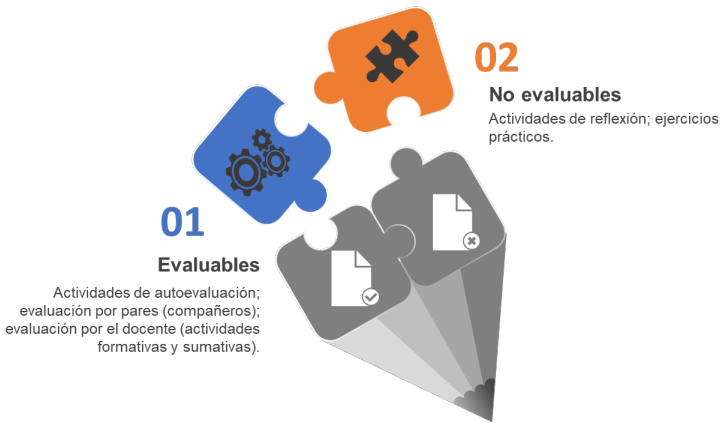 01
Evaluables
Actividades de autoevaluación;
evaluación por pares (compañeros);
evaluación por el docente (actividades
formativas y sumativas).
02
No evaluables
Actividades de reflexión; ejercicios
prácticos.